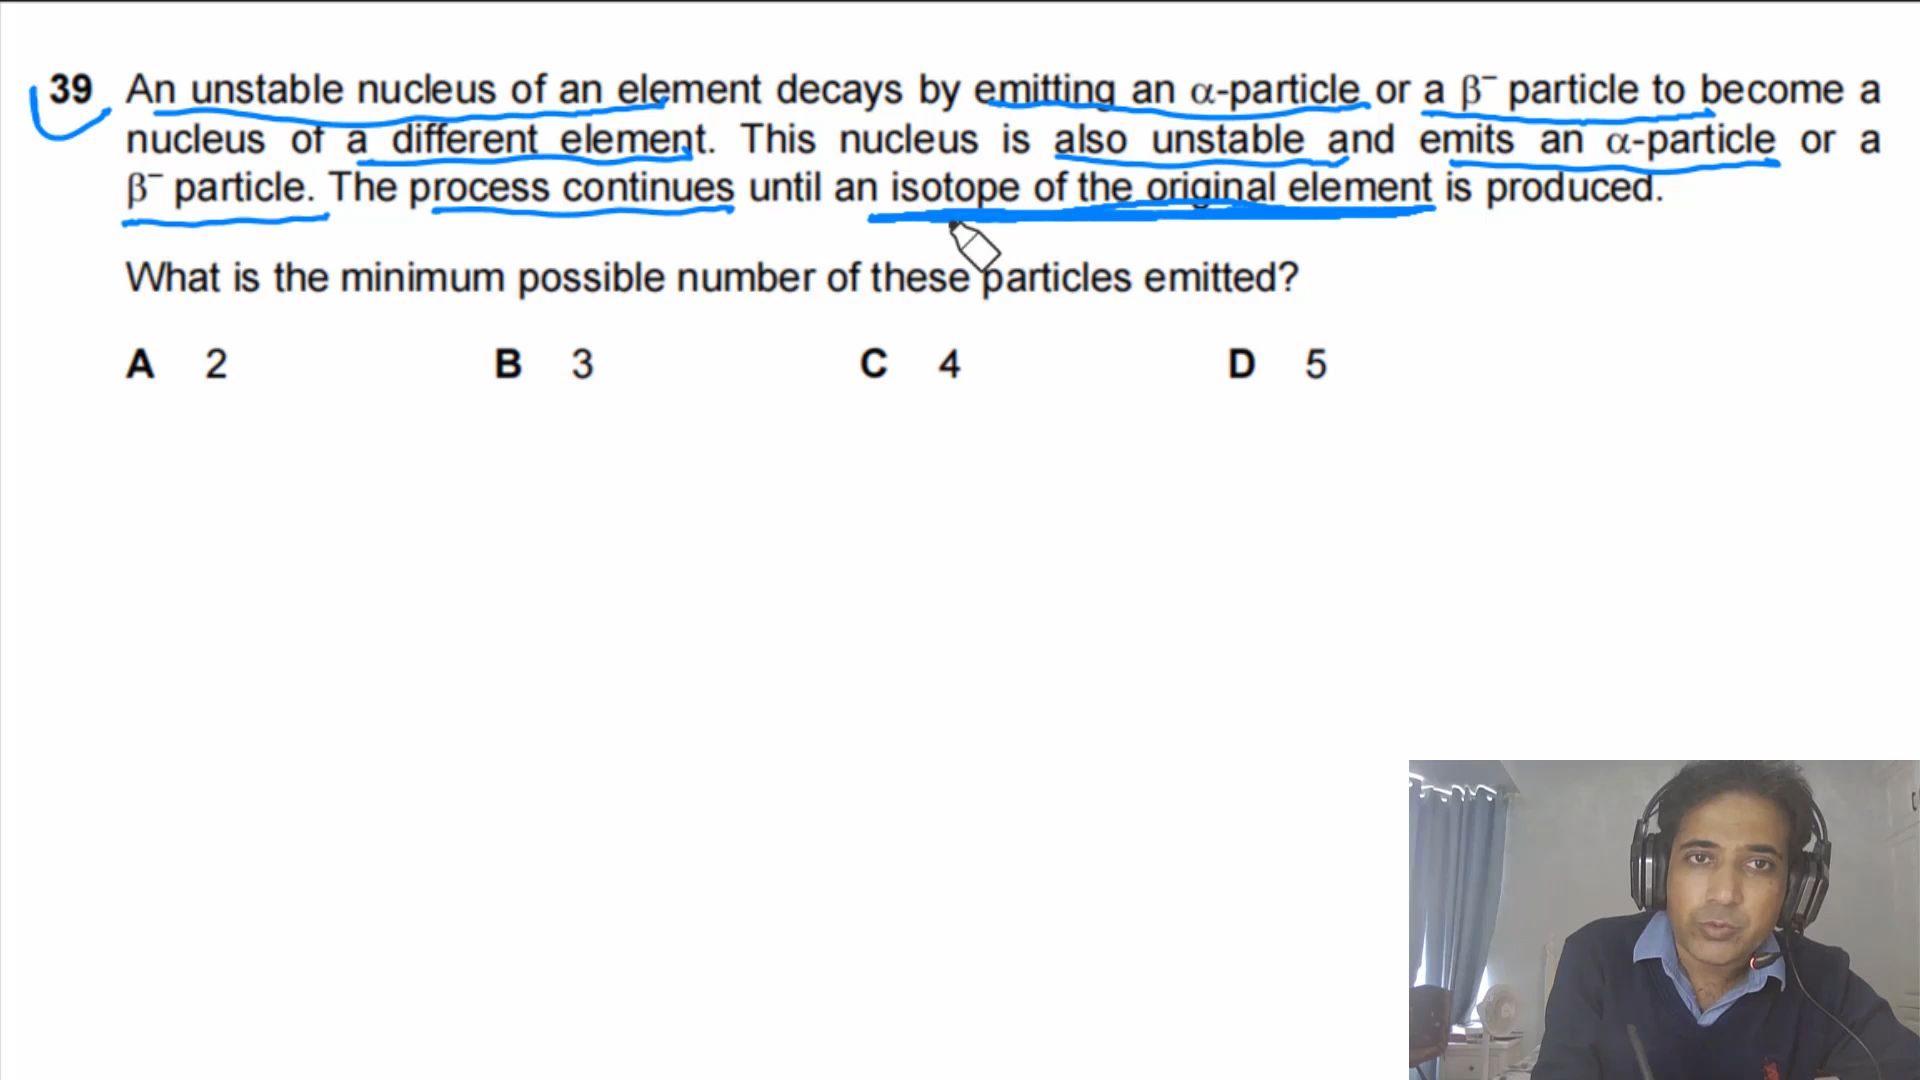 39 An unstable nucleus of an element decays by emitting an α-particle or a β⁻ particle to become a
nucleus of a different element. This nucleus is also unstable and emits an α-particle or a
β⁻ particle. The process continues until an isotope of the original element is produced.
What is the minimum possible number of these particles emitted?
A 2 B 3 C 4 D 5